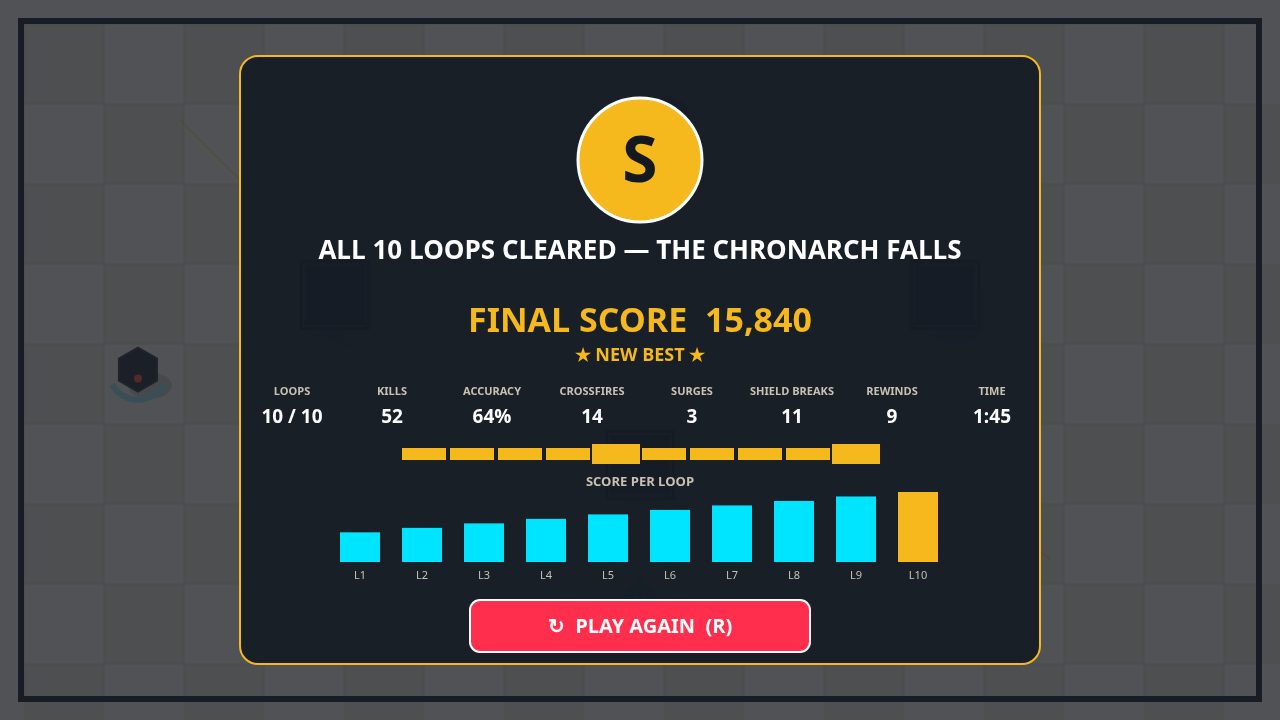 S
ALL 10 LOOPS CLEARED — THE CHRONARCH FALLS
FINAL SCORE 15,840
★ NEW BEST ★
LOOPS KILLS ACCURACY CROSSFIRES SURGES SHIELD BREAKS REWINDS TIME
10 / 10 52 64% 14 3 11 9 1:45
SCORE PER LOOP
L1 L2 L3 L4 L5 L6 L7 L8 L9 L10
↻ PLAY AGAIN (R)